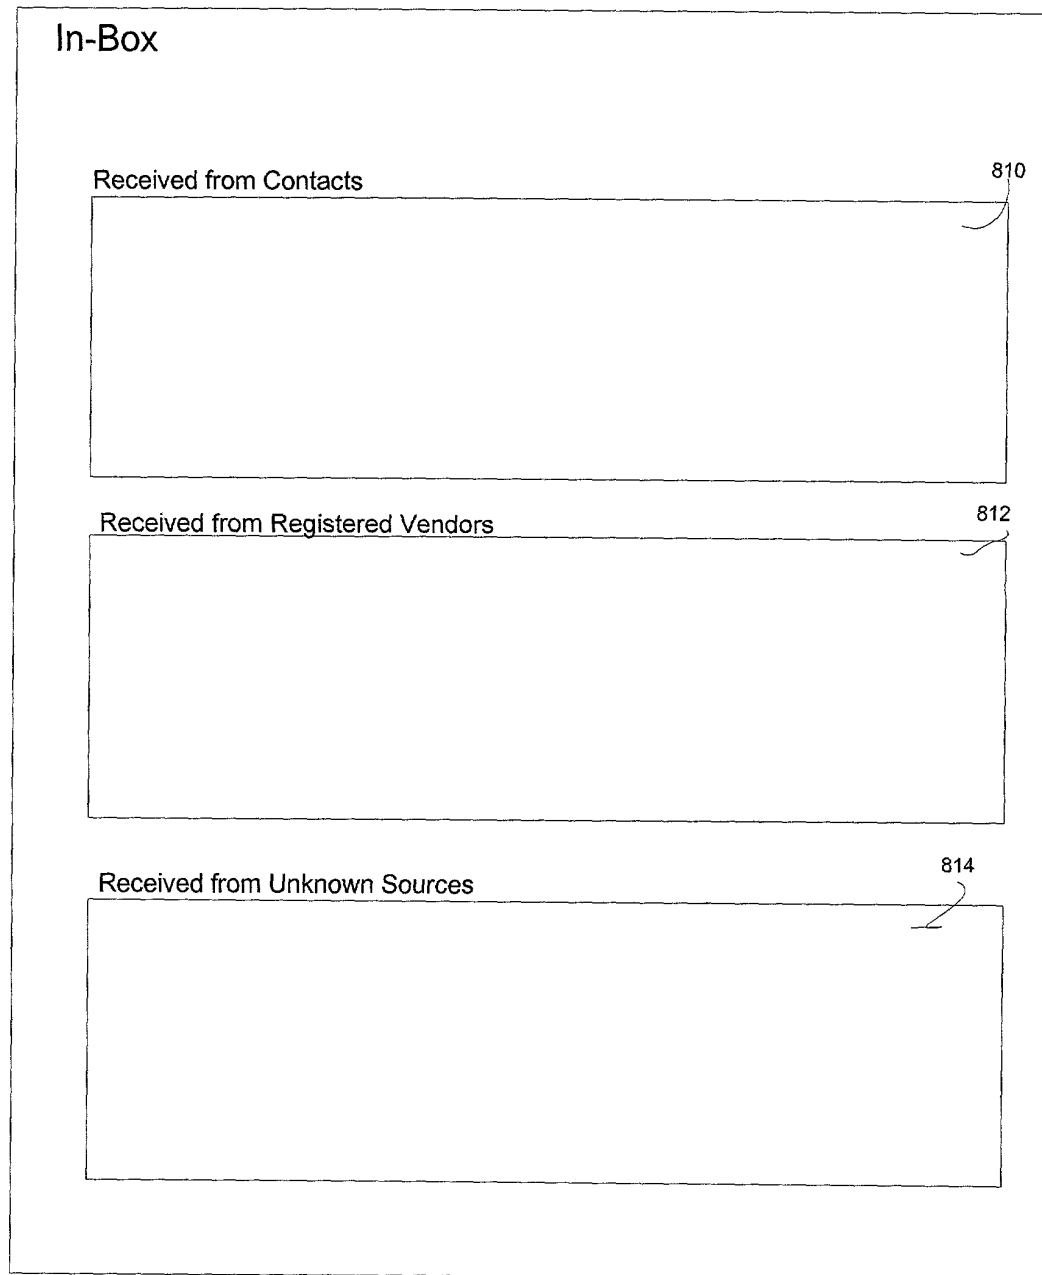 In-Box
Received from Contacts
810
Received from Registered Vendors
812
Received from Unknown Sources
814